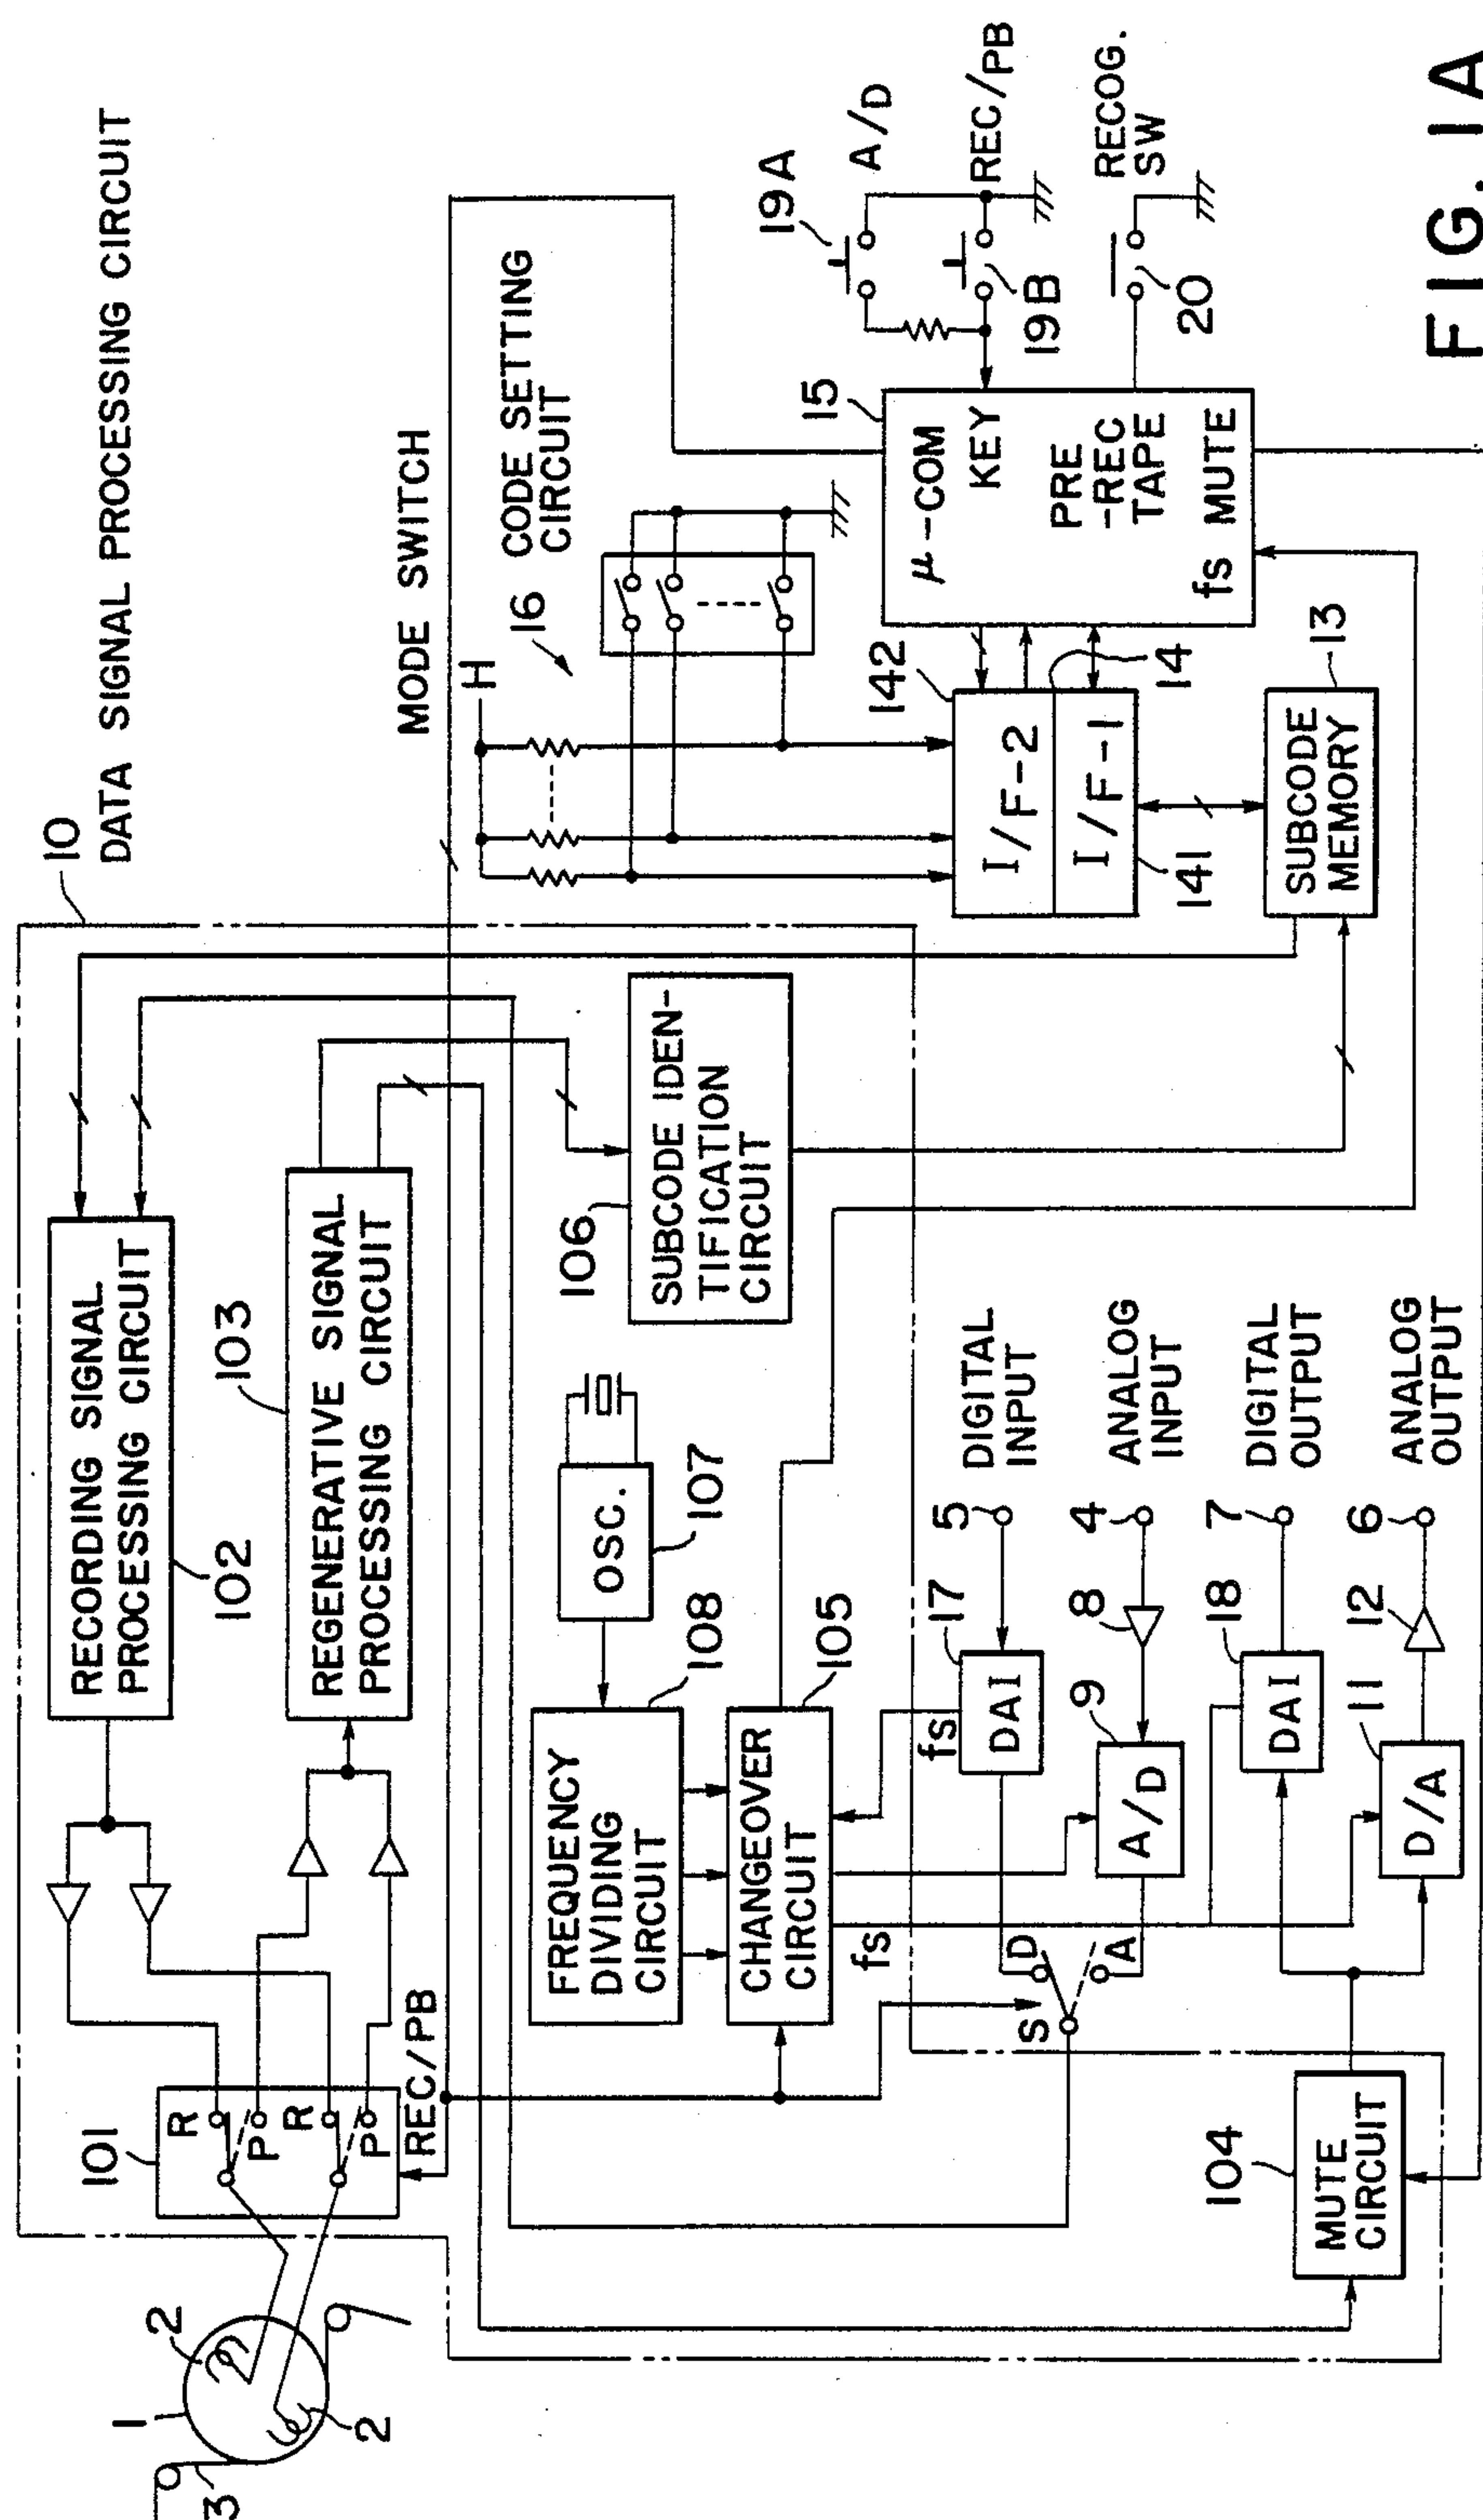 10
DATA SIGNAL PROCESSING CIRCUIT
RECORDING SIGNAL
PROCESSING CIRCUIT
102
103
REGENERATIVE SIGNAL
PROCESSING CIRCUIT
101
R
P
R
P
REC/PB
1
2
2
3
MODE SWITCH
H
16
CODE SETTING
CIRCUIT
OSC.
107
106
SUBCODE IDEN-
TIFICATION
CIRCUIT
FREQUENCY
DIVIDING
CIRCUIT
108
CHANGEOVER
CIRCUIT
105
fs
fs
19A
A/D
REC/PB
19B
RECOG.
SW
20
15
μ-COM
KEY
PRE
-REC
TAPE
fs MUTE
142
I/F-2
I/F-1
14
141
13
SUBCODE
MEMORY
S
D
A
17
DAI
5
DIGITAL
INPUT
9
A/D
8
4
ANALOG
INPUT
18
DAI
7
DIGITAL
OUTPUT
11
D/A
12
6
ANALOG
OUTPUT
104
MUTE
CIRCUIT
FIG. 1A